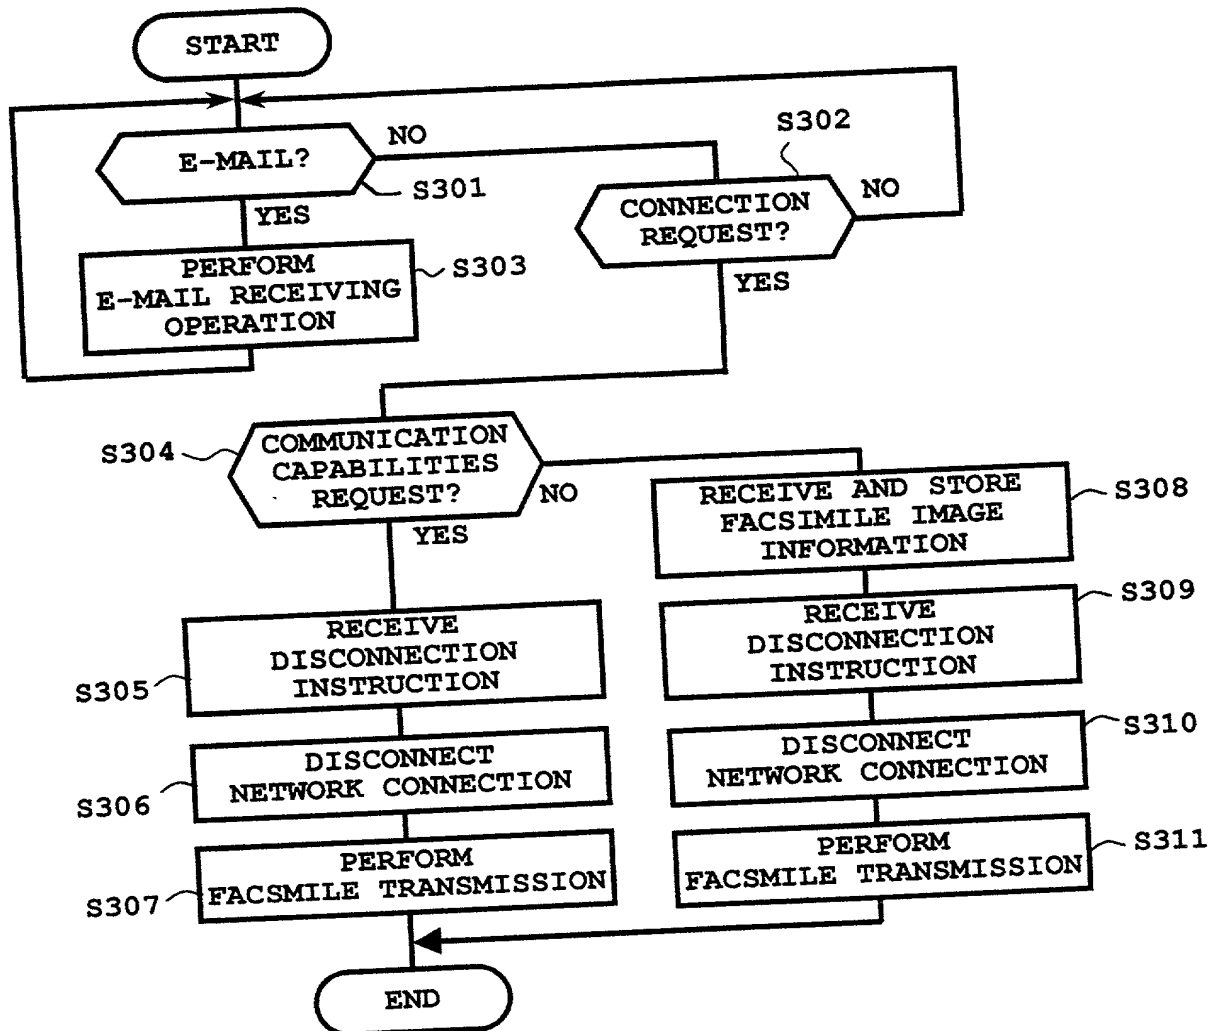 START
E-MAIL?
NO
S301
YES
S302
CONNECTION
REQUEST?
NO
YES
PERFORM
E-MAIL RECEIVING
OPERATION
S303
S304
COMMUNICATION
CAPABILITIES
REQUEST?
NO
YES
RECEIVE
DISCONNECTION
INSTRUCTION
S305
DISCONNECT
NETWORK CONNECTION
S306
PERFORM
FACSMILE TRANSMISSION
S307
RECEIVE AND STORE
FACSIMILE IMAGE
INFORMATION
S308
RECEIVE
DISCONNECTION
INSTRUCTION
S309
DISCONNECT
NETWORK CONNECTION
S310
PERFORM
FACSMILE TRANSMISSION
S311
END